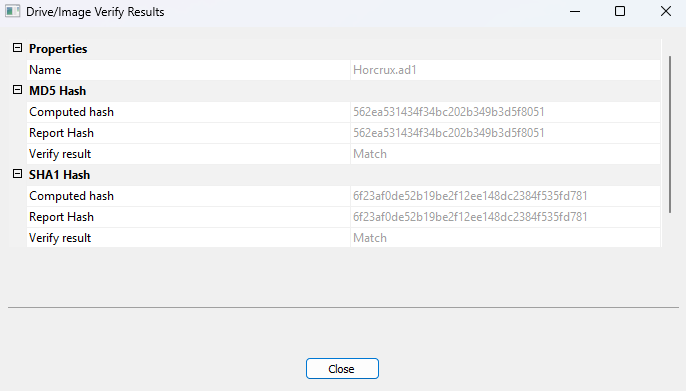 Drive/Image Verify Results
Properties
Name Horcrux.ad1
MD5 Hash
Computed hash 562ea531434f34bc202b349b3d5f8051
Report Hash 562ea531434f34bc202b349b3d5f8051
Verify result Match
SHA1 Hash
Computed hash 6f23af0de52b19be2f12ee148dc2384f535fd781
Report Hash 6f23af0de52b19be2f12ee148dc2384f535fd781
Verify result Match
Close